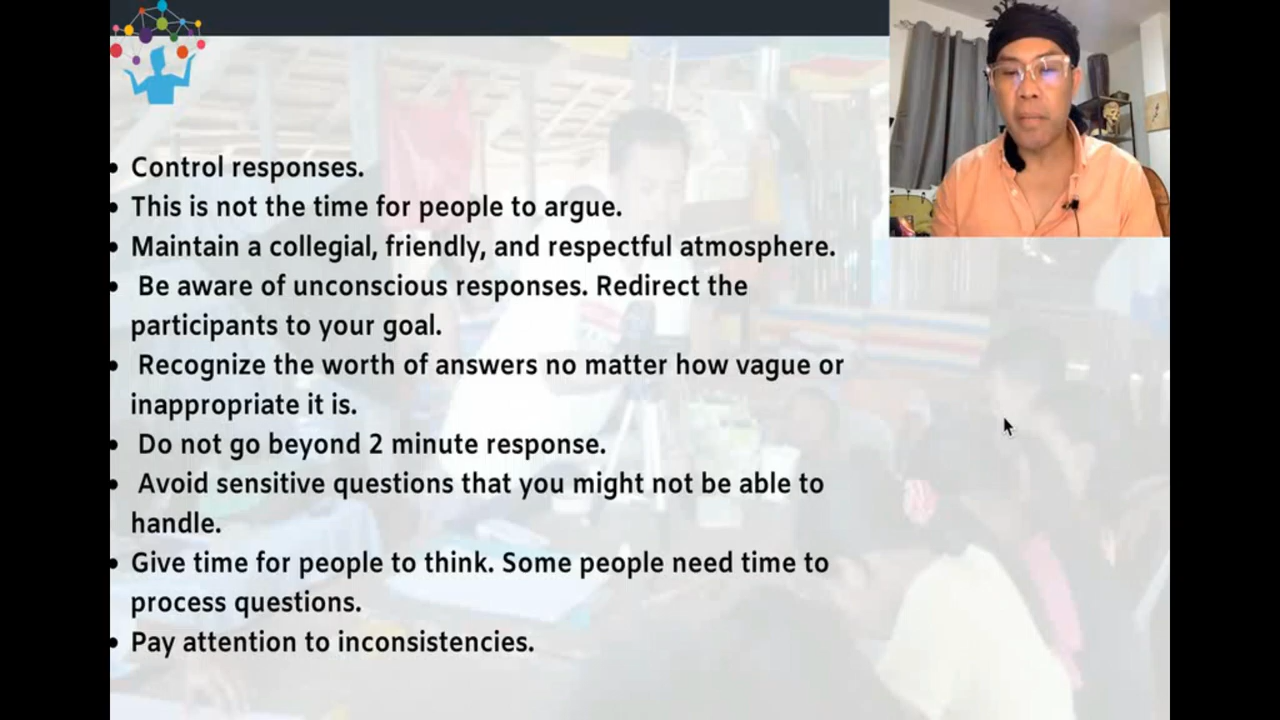 • Control responses.
• This is not the time for people to argue.
• Maintain a collegial, friendly, and respectful atmosphere.
• Be aware of unconscious responses. Redirect the
participants to your goal.
• Recognize the worth of answers no matter how vague or
inappropriate it is.
• Do not go beyond 2 minute response.
• Avoid sensitive questions that you might not be able to
handle.
• Give time for people to think. Some people need time to
process questions.
• Pay attention to inconsistencies.